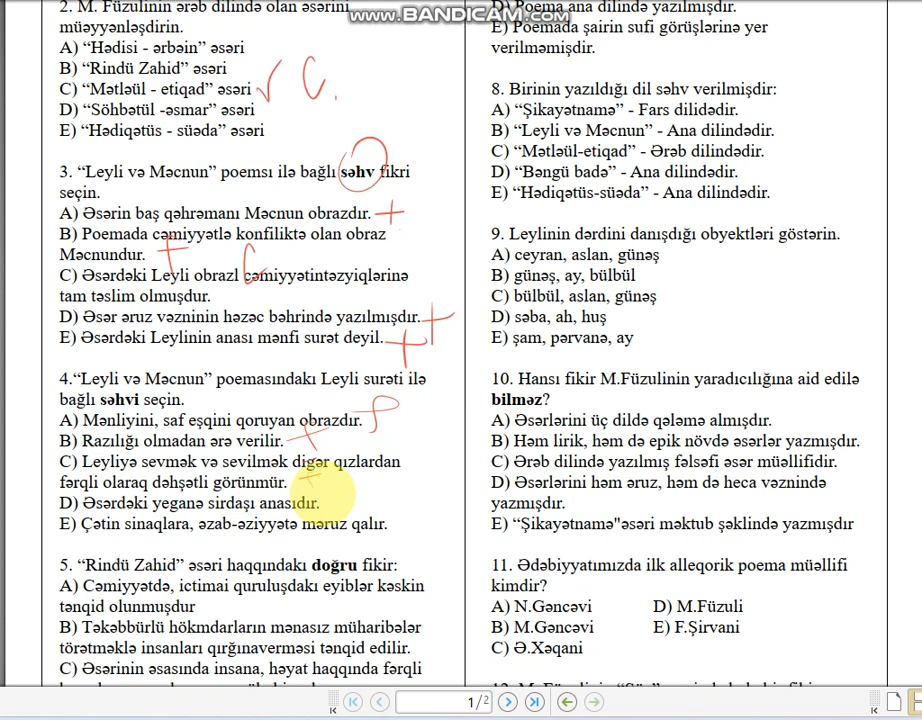 www.BANDICAM.com
2. M. Füzulinin ərəb dilində olan əsərini
müəyyənləşdirin.
A) “Hədisi - ərbəin” əsəri
B) “Rindü Zahid” əsəri
C) “Mətləül - etiqad” əsəri √ C.
D) “Söhbətül -əsmar” əsəri
E) “Hədiqətüs - süəda” əsəri
3. “Leyli və Məcnun” poemsı ilə bağlı səhv fikri
seçin.
A) Əsərin baş qəhrəmanı Məcnun obrazdır. +
B) Poemada cəmiyyətlə konfiliktə olan obraz
Məcnundur. + C
C) Əsərdəki Leyli obrazl cəmiyyətintəzyiqlərinə
tam təslim olmuşdur.
D) Əsər əruz vəzninin həzəc bəhrində yazılmışdır. +
E) Əsərdəki Leylinin anası mənfi surət deyil. +
4.“Leyli və Məcnun” poemasındakı Leyli surəti ilə
bağlı səhvi seçin.
A) Mənliyini, saf eşqini qoruyan obrazdır.
B) Razılığı olmadan ərə verilir. +
C) Leyliyə sevmək və sevilmək digər qızlardan
fərqli olaraq dəhşətli görünmür. +
D) Əsərdəki yeganə sirdaşı anasıdır.
E) Çətin sınaqlara, əzab-əziyyətə məruz qalır.
5. “Rindü Zahid” əsəri haqqındakı doğru fikir:
A) Cəmiyyətdə, ictimai quruluşdakı eyiblər kəskin
tənqid olunmuşdur
B) Təkəbbürlü hökmdarların mənasız müharibələr
törətməklə insanları qırğınaverməsi tənqid edilir.
C) Əsərinin əsasında insana, həyat haqqında fərqli
D) Poema ana dilində yazılmışdır.
E) Poemada şairin sufi görüşlərinə yer
verilməmişdir.
8. Birinin yazıldığı dil səhv verilmişdir:
A) “Şikayətnamə” - Fars dilidədir.
B) “Leyli və Məcnun” - Ana dilindədir.
C) “Mətləül-etiqad” - Ərəb dilindədir.
D) “Bəngü badə” - Ana dilindədir.
E) “Hədiqətüs-süəda” - Ana dilindədir.
9. Leylinin dərdini danışdığı obyektləri göstərin.
A) ceyran, aslan, günəş
B) günəş, ay, bülbül
C) bülbül, aslan, günəş
D) səba, ah, huş
E) şam, pərvanə, ay
10. Hansı fikir M.Füzulinin yaradıcılığına aid edilə
bilməz?
A) Əsərlərini üç dildə qələmə almışdır.
B) Həm lirik, həm də epik növdə əsərlər yazmışdır.
C) Ərəb dilində yazılmış fəlsəfi əsər müəllifidir.
D) Əsərlərini həm əruz, həm də heca vəznində
yazmışdır.
E) “Şikayətnamə"əsəri məktub şəklində yazmışdır
11. Ədəbiyyatımızda ilk alleqorik poema müəllifi
kimdir?
A) N.Gəncəvi D) M.Füzuli
B) M.Gəncəvi E) F.Şirvani
C) Ə.Xəqani
1/2